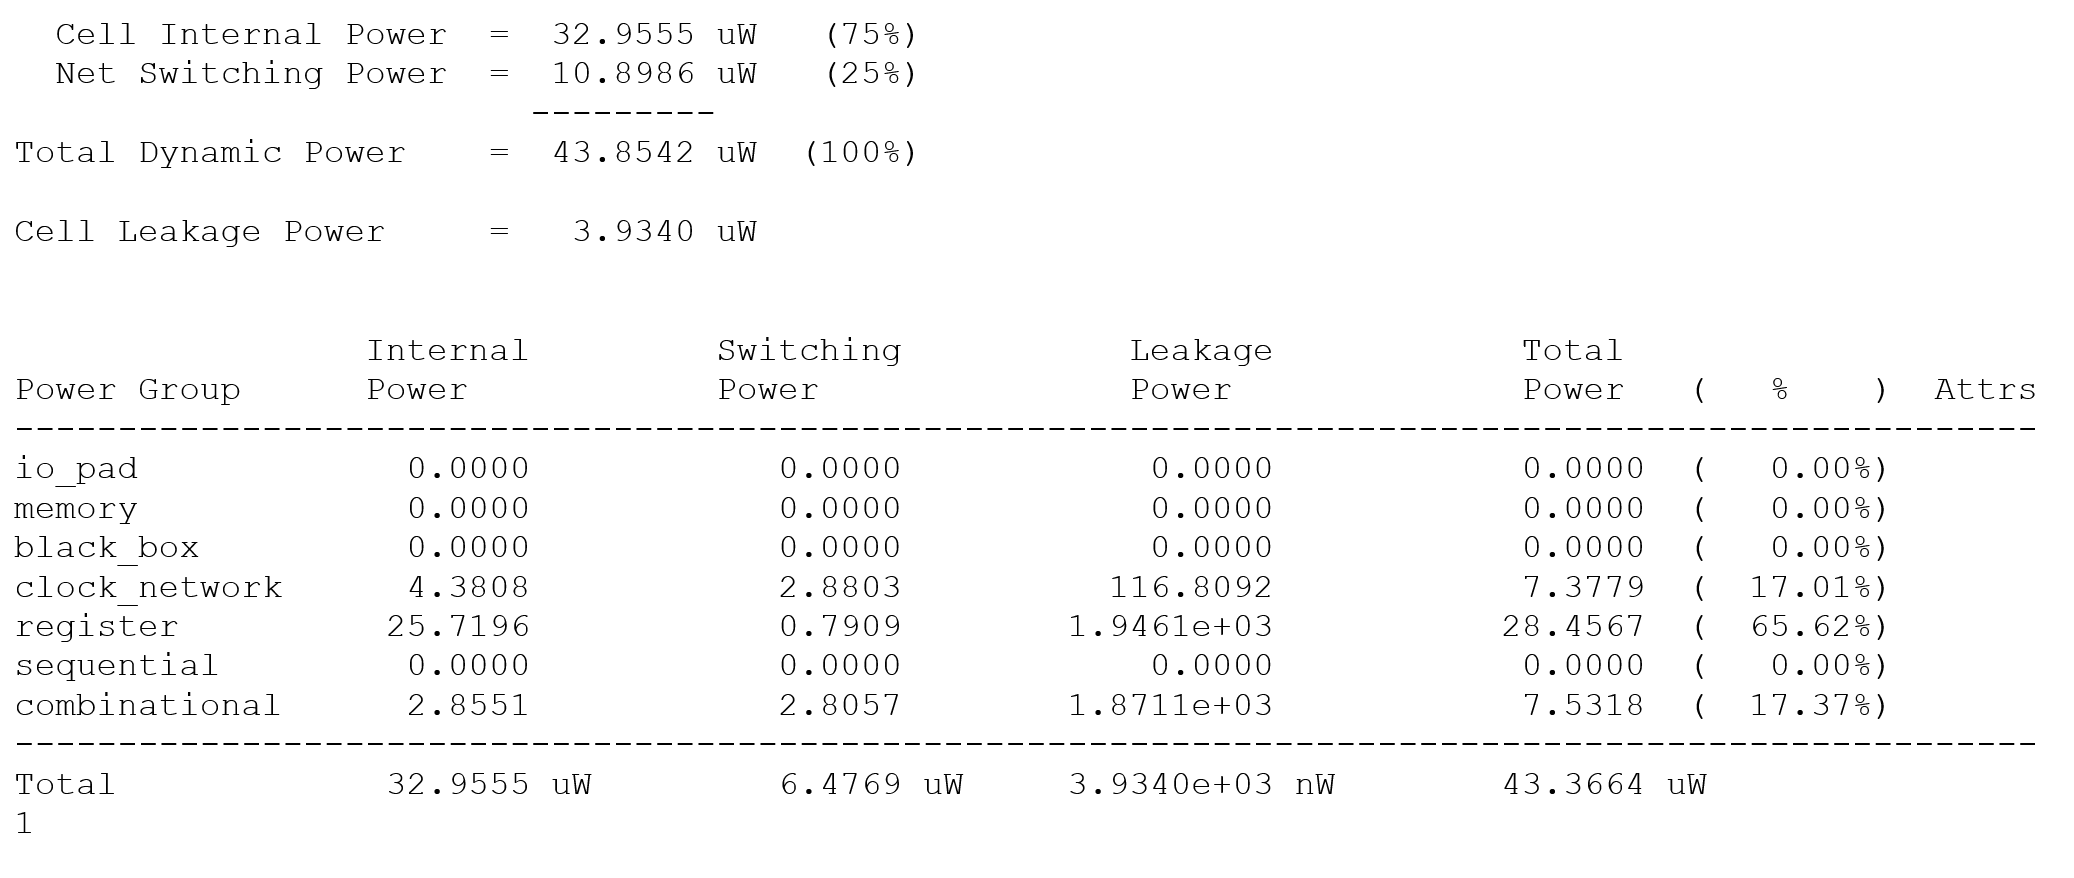 Cell Internal Power = 32.9555 uW (75%)
Net Switching Power = 10.8986 uW (25%)
---------
Total Dynamic Power = 43.8542 uW (100%)
Cell Leakage Power = 3.9340 uW
Internal Switching Leakage Total
Power Group Power Power Power Power ( % ) Attrs
--------------------------------------------------------------------------------------------------
io_pad 0.0000 0.0000 0.0000 0.0000 ( 0.00%)
memory 0.0000 0.0000 0.0000 0.0000 ( 0.00%)
black_box 0.0000 0.0000 0.0000 0.0000 ( 0.00%)
clock_network 4.3808 2.8803 116.8092 7.3779 ( 17.01%)
register 25.7196 0.7909 1.9461e+03 28.4567 ( 65.62%)
sequential 0.0000 0.0000 0.0000 0.0000 ( 0.00%)
combinational 2.8551 2.8057 1.8711e+03 7.5318 ( 17.37%)
--------------------------------------------------------------------------------------------------
Total 32.9555 uW 6.4769 uW 3.9340e+03 nW 43.3664 uW
1